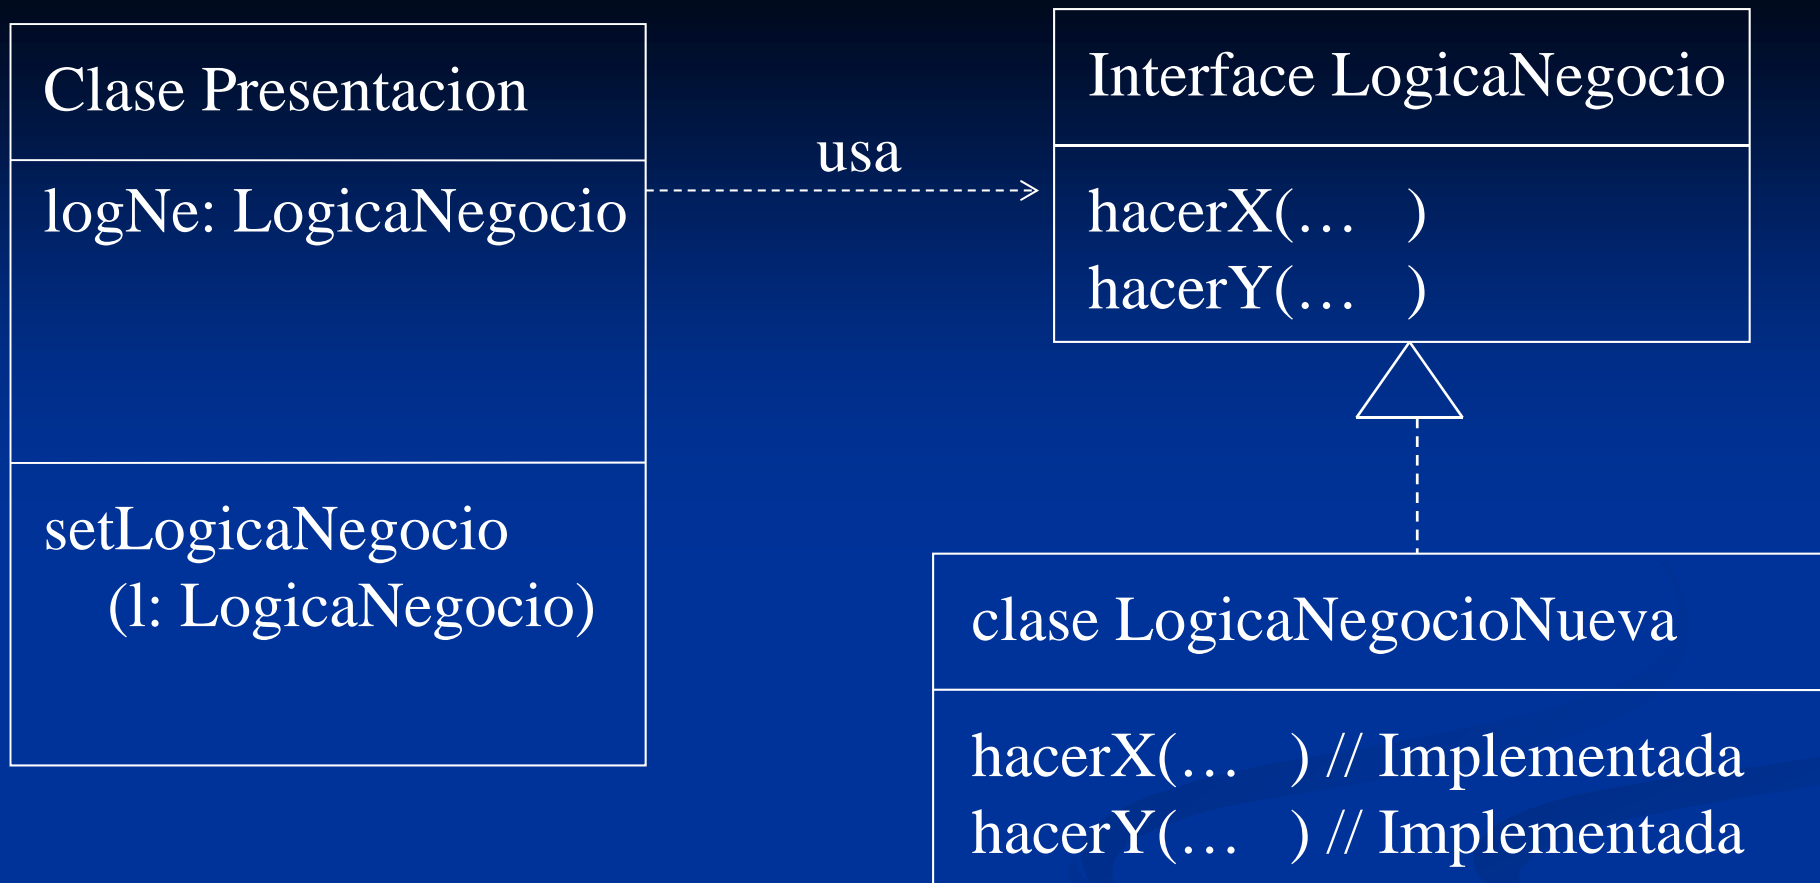 Clase Presentacion
logNe: LogicaNegocio
setLogicaNegocio
(l: LogicaNegocio)
usa
Interface LogicaNegocio
hacerX(… )
hacerY(… )
clase LogicaNegocioNueva
hacerX(… ) // Implementada
hacerY(… ) // Implementada